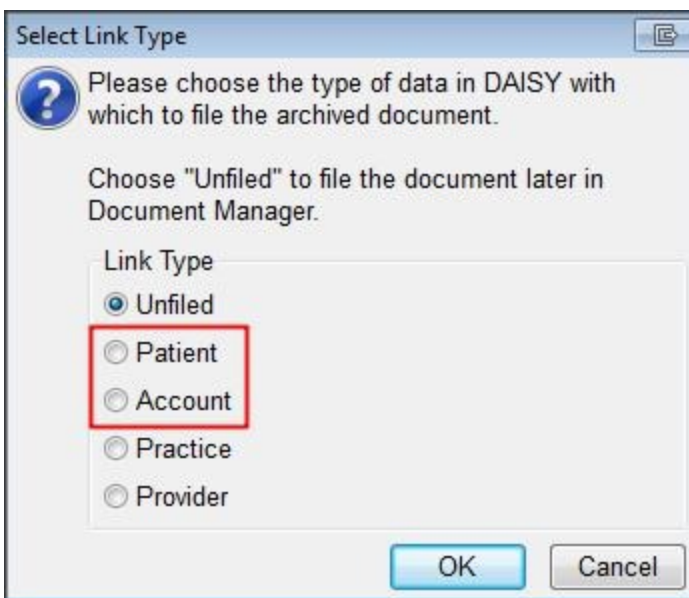 Select Link Type
Please choose the type of data in DAISY with
which to file the archived document.
Choose "Unfiled" to file the document later in
Document Manager.
Link Type
Unfiled
Patient
Account
Practice
Provider
OK
Cancel